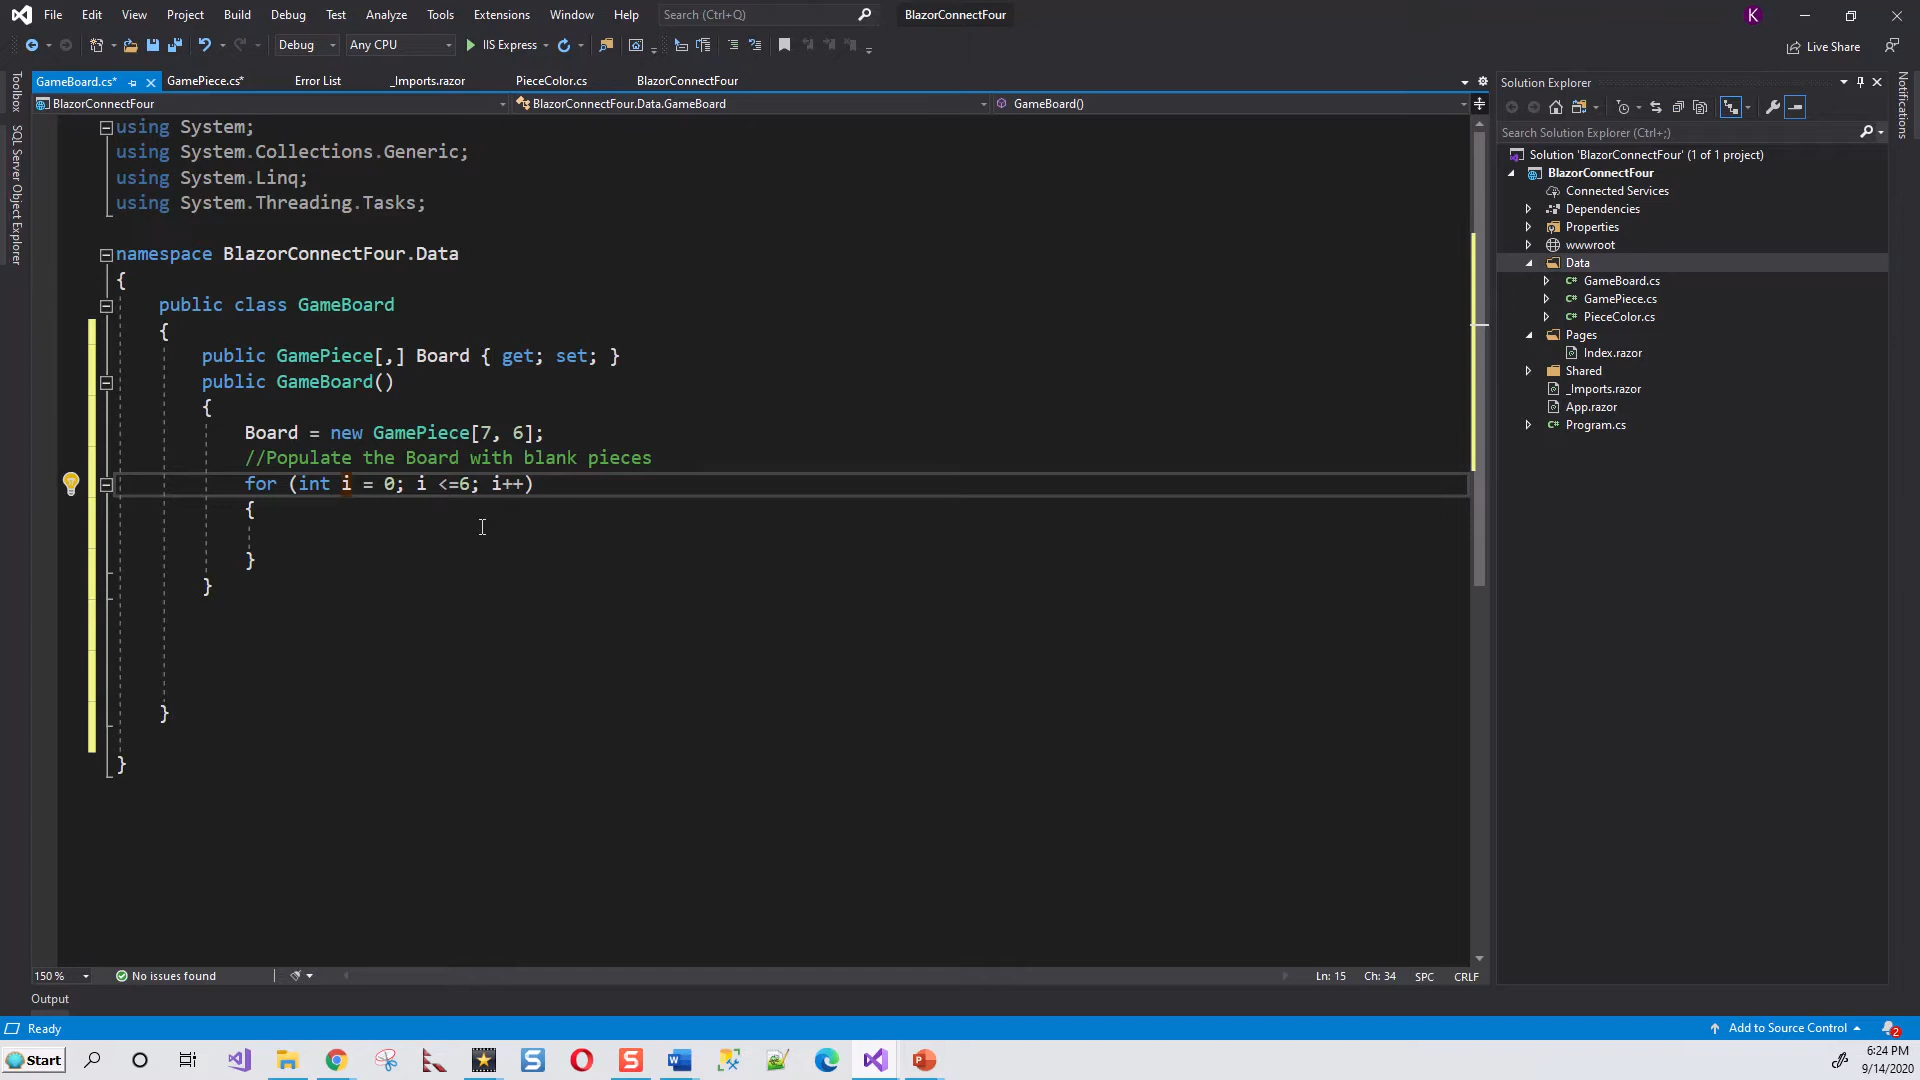 File Edit View Project Build Debug Test Analyze Tools Extensions Window Help Search (Ctrl+Q) BlazorConnectFour K
Debug Any CPU IIS Express Live Share
GameBoard.cs* GamePiece.cs* Error List _Imports.razor PieceColor.cs BlazorConnectFour
BlazorConnectFour BlazorConnectFour.Data.GameBoard GameBoard()
Toolbox
SQL Server Object Explorer
using System;
using System.Collections.Generic;
using System.Linq;
using System.Threading.Tasks;
namespace BlazorConnectFour.Data
{
public class GameBoard
{
public GamePiece[,] Board { get; set; }
public GameBoard()
{
Board = new GamePiece[7, 6];
//Populate the Board with blank pieces
for (int i = 0; i <=6; i++)
{
}
}
}
}
Solution Explorer
Search Solution Explorer (Ctrl+;)
Solution 'BlazorConnectFour' (1 of 1 project)
BlazorConnectFour
Connected Services
Dependencies
Properties
wwwroot
Data
C# GameBoard.cs
C# GamePiece.cs
C# PieceColor.cs
Pages
Index.razor
Shared
_Imports.razor
App.razor
C# Program.cs
Notifications
150 % No issues found Ln: 15 Ch: 34 SPC CRLF
Output
Ready Add to Source Control 2
Start 6:24 PM
9/14/2020